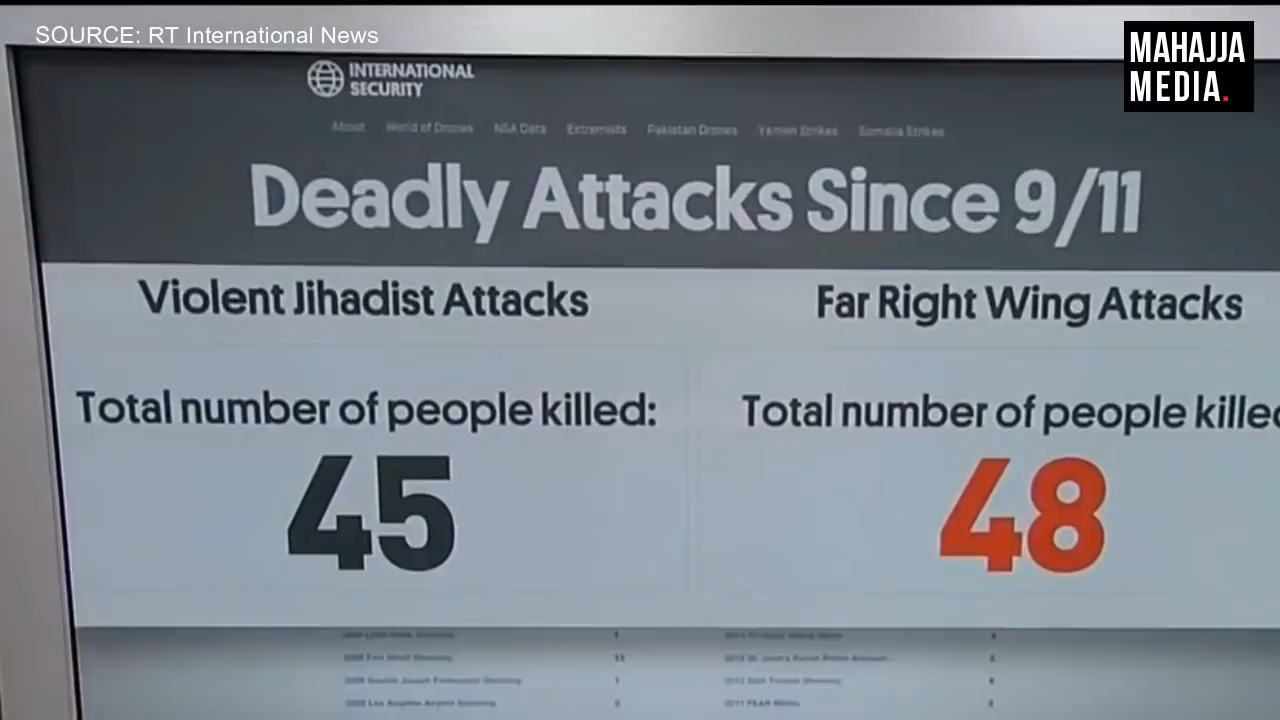 SOURCE: RT International News
MAHAJJA
MEDIA.
INTERNATIONAL
SECURITY
About World of Drones NSA Data Extremists Pakistan Drones Yemen Strikes Somalia Strikes
Deadly Attacks Since 9/11
Violent Jihadist Attacks
Far Right Wing Attacks
Total number of people killed:
45
Total number of people kille
48